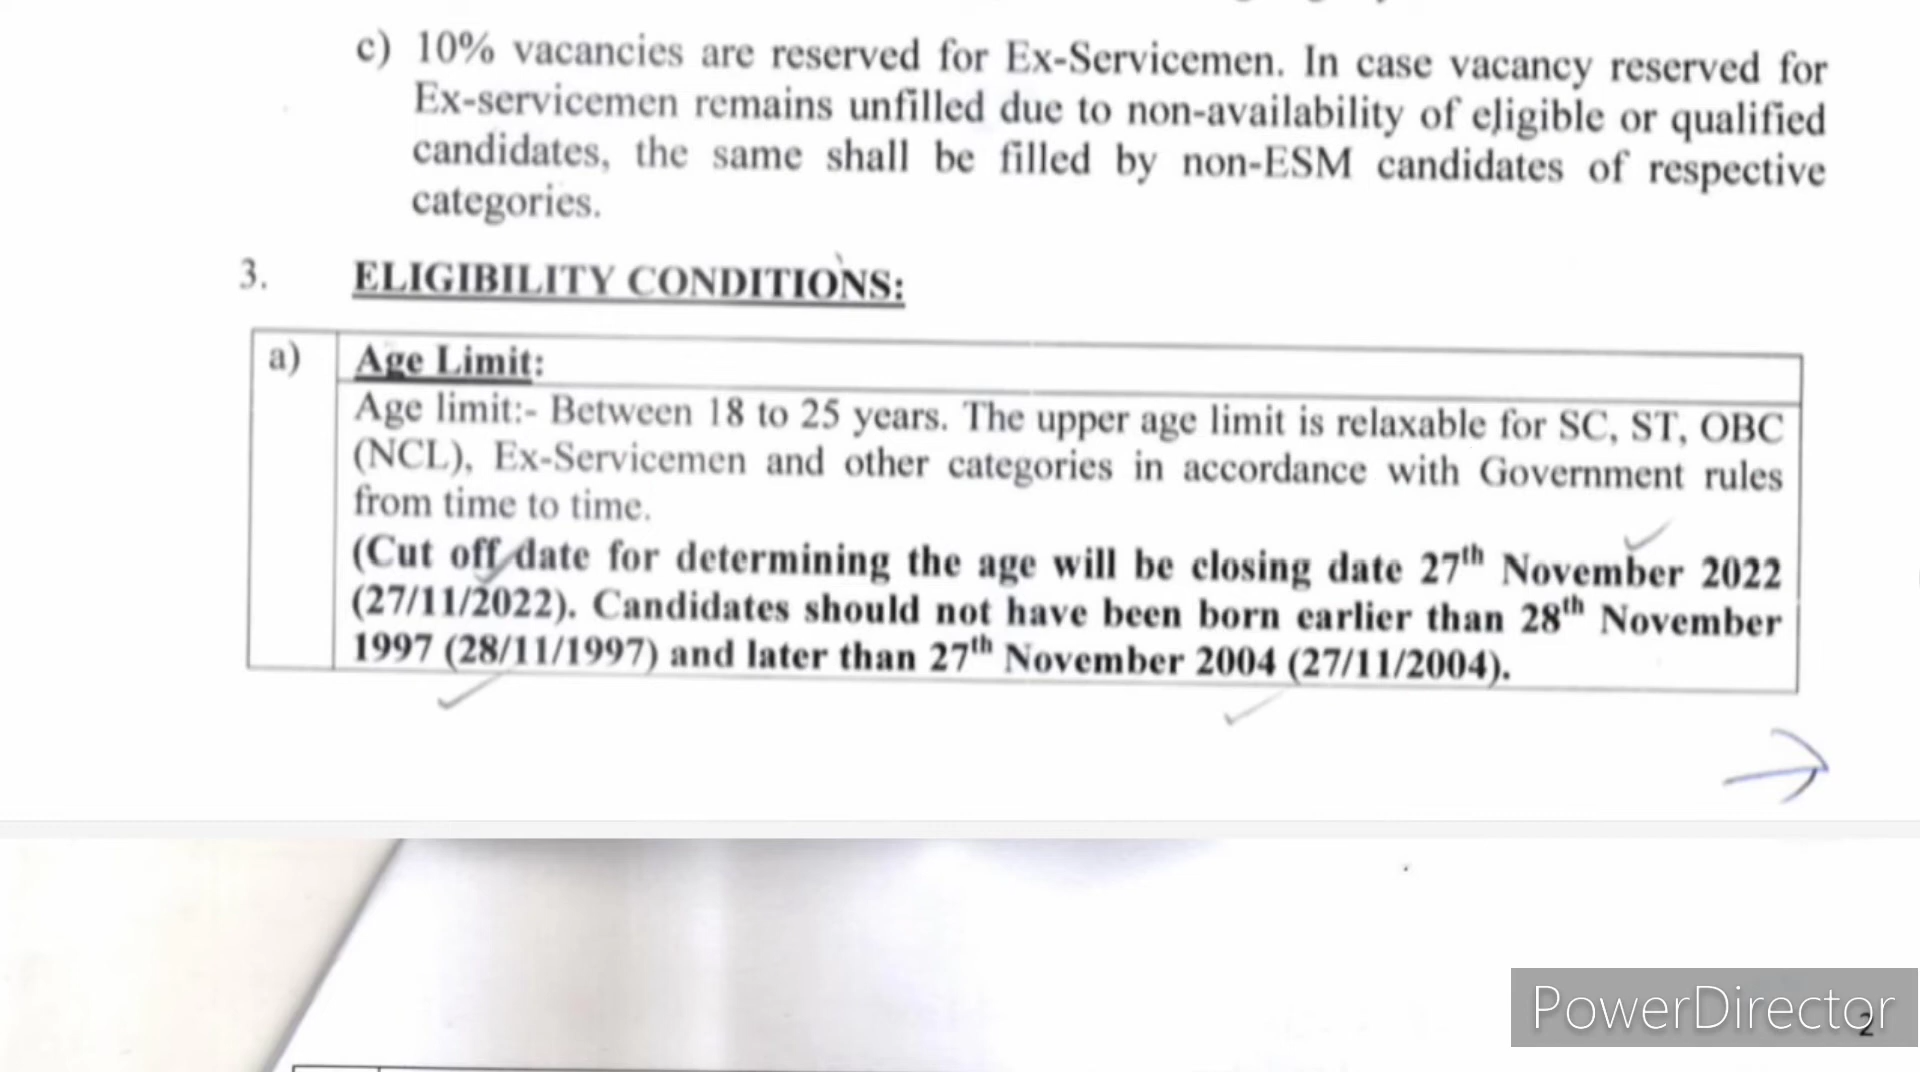 c) 10% vacancies are reserved for Ex-Servicemen. In case vacancy reserved for
Ex-servicemen remains unfilled due to non-availability of eligible or qualified
candidates, the same shall be filled by non-ESM candidates of respective
categories.
3. ELIGIBILITY CONDITIONS:
a) Age Limit:
Age limit:- Between 18 to 25 years. The upper age limit is relaxable for SC, ST, OBC
(NCL), Ex-Servicemen and other categories in accordance with Government rules
from time to time.
(Cut off date for determining the age will be closing date 27th November 2022
(27/11/2022). Candidates should not have been born earlier than 28th November
1997 (28/11/1997) and later than 27th November 2004 (27/11/2004).
PowerDirector
2